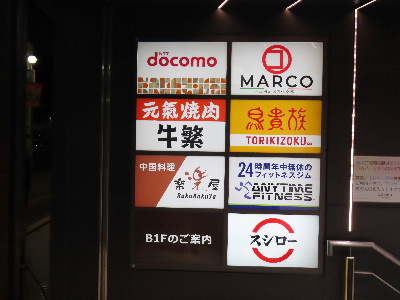 NTT
docomo
MARCO
元氣焼肉
牛繁
鳥貴族
TORIKIZOKU
中国料理
楽楽屋
RakuRakuYa
24時間年中無休の
フィットネスジム
ANYTIME
FITNESS
B1Fのご案内
スシロー